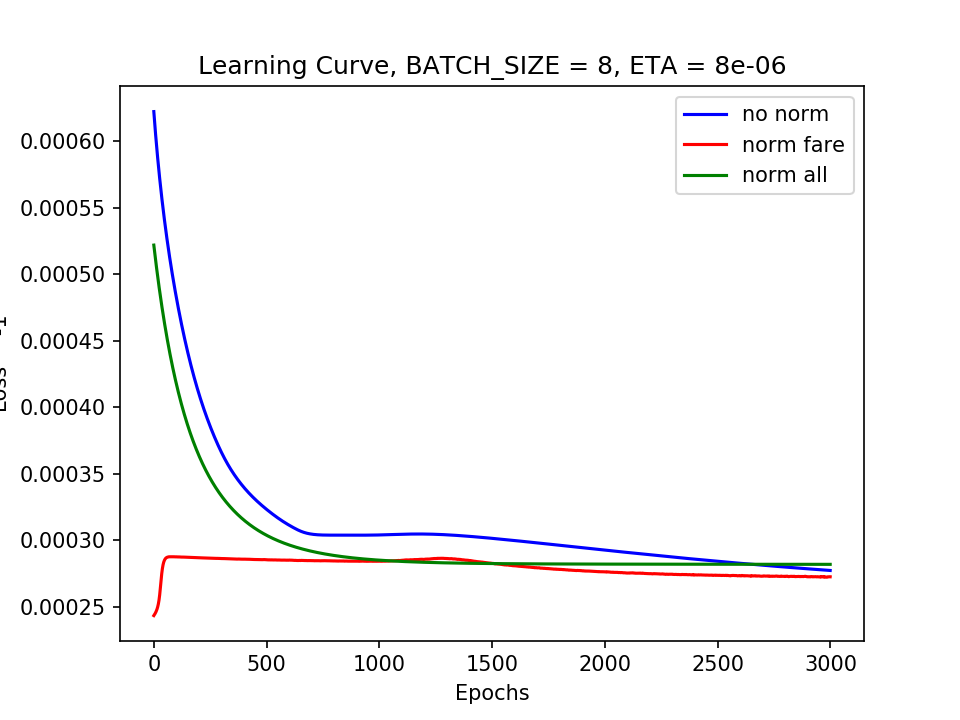 Learning Curve, BATCH_SIZE = 8, ETA = 8e-06
no norm
norm fare
norm all
0.00060
0.00055
0.00050
0.00045
0.00040
0.00035
0.00030
0.00025
0 500 1000 1500 2000 2500 3000
Epochs